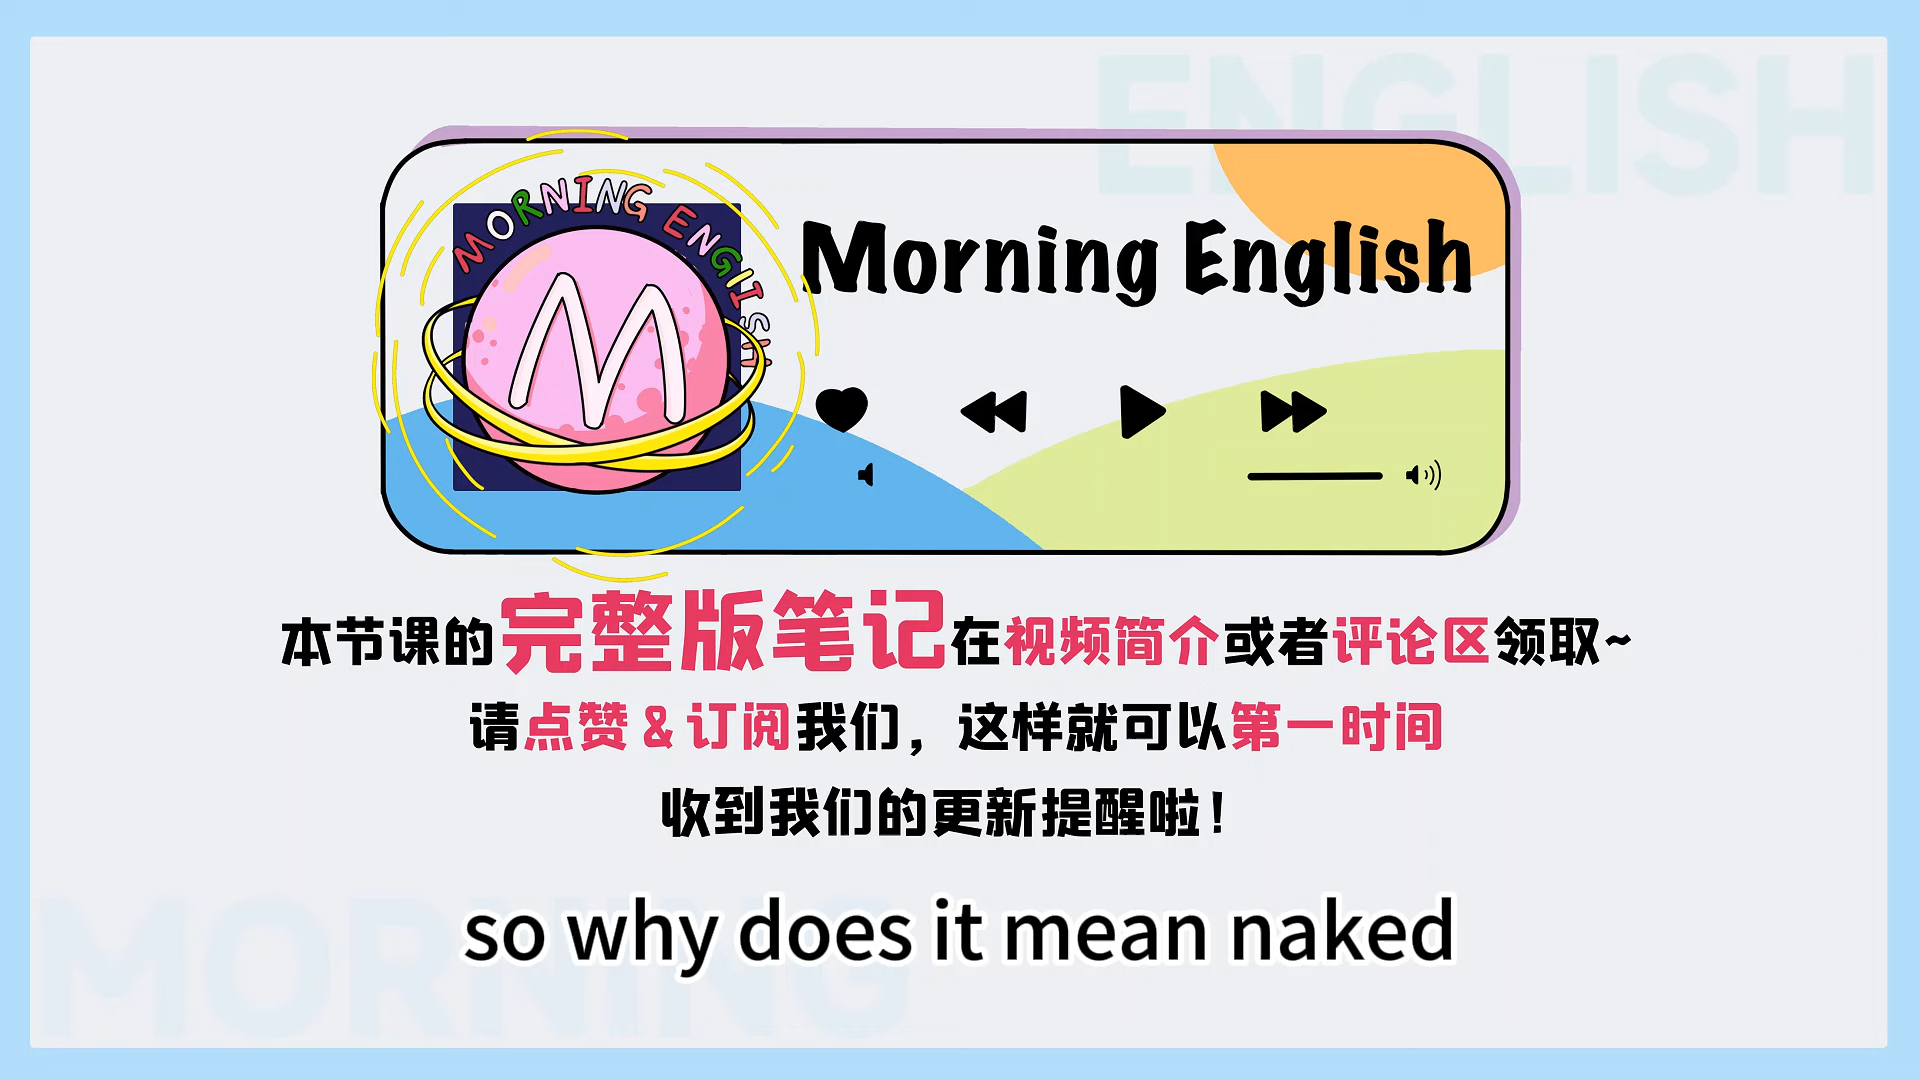 ENGLISH
MORNING ENGLISH
M
Morning English
本节课的完整版笔记在视频简介或者评论区领取~
请点赞&订阅我们，这样就可以第一时间
收到我们的更新提醒啦！
so why does it mean naked
MORNING